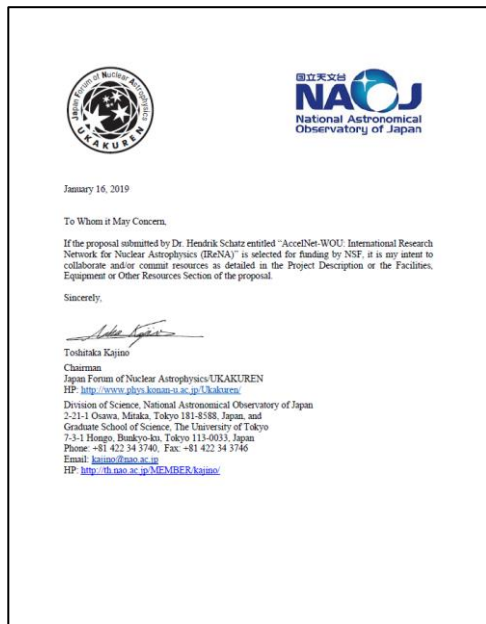 Japan Forum of Nuclear Astrophysics
UKAKUREN
国立天文台
NAOJ
National Astronomical
Observatory of Japan
January 16, 2019
To Whom it May Concern,
If the proposal submitted by Dr. Hendrik Schatz entitled “AccelNet-WOU: International Research
Network for Nuclear Astrophysics (IReNA)” is selected for funding by NSF, it is my intent to
collaborate and/or commit resources as detailed in the Project Description or the Facilities,
Equipment or Other Resources Section of the proposal.
Sincerely,
Toshitaka Kajino
Chairman
Japan Forum of Nuclear Astrophysics/UKAKUREN
HP: http://www.phys.konan-u.ac.jp/Ukakuren/
Division of Science, National Astronomical Observatory of Japan
2-21-1 Osawa, Mitaka, Tokyo 181-8588, Japan, and
Graduate School of Science, The University of Tokyo
7-3-1 Hongo, Bunkyo-ku, Tokyo 113-0033, Japan
Phone: +81 422 34 3740, Fax: +81 422 34 3746
Email: kajino@nao.ac.jp
HP: http://th.nao.ac.jp/MEMBER/kajino/